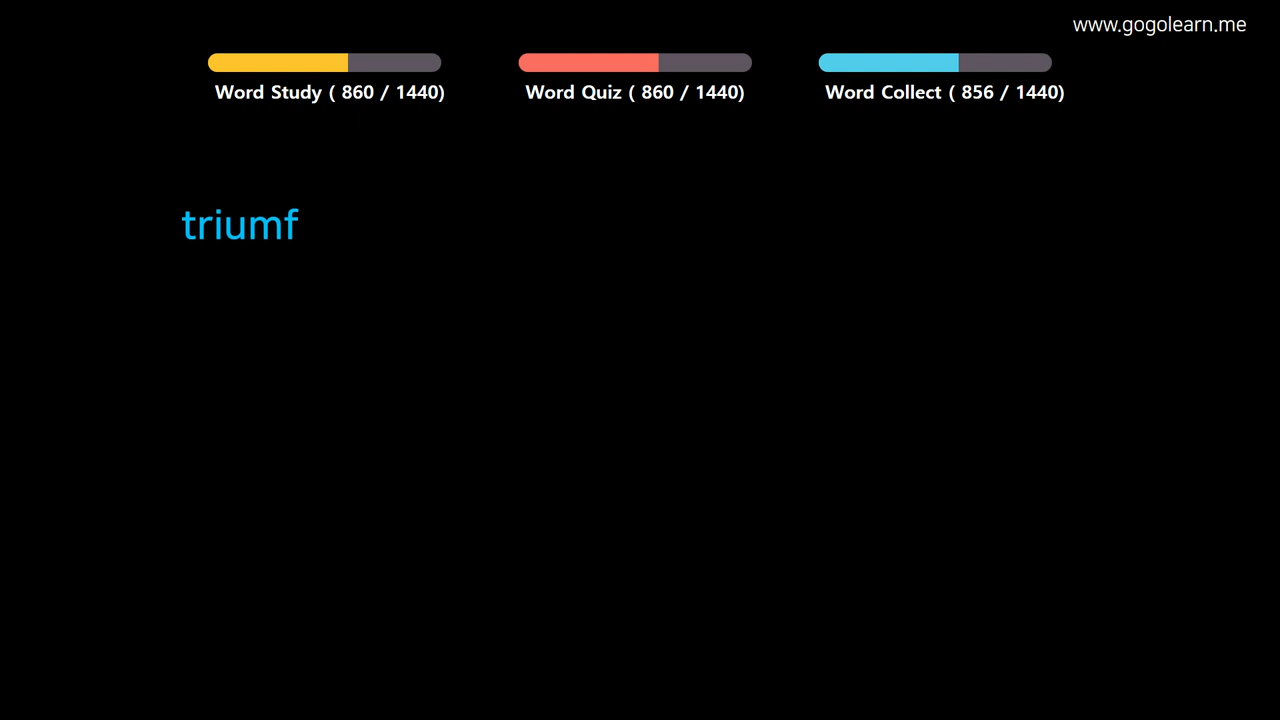 www.gogolearn.me
Word Study ( 860 / 1440)
Word Quiz ( 860 / 1440)
Word Collect ( 856 / 1440)
triumf